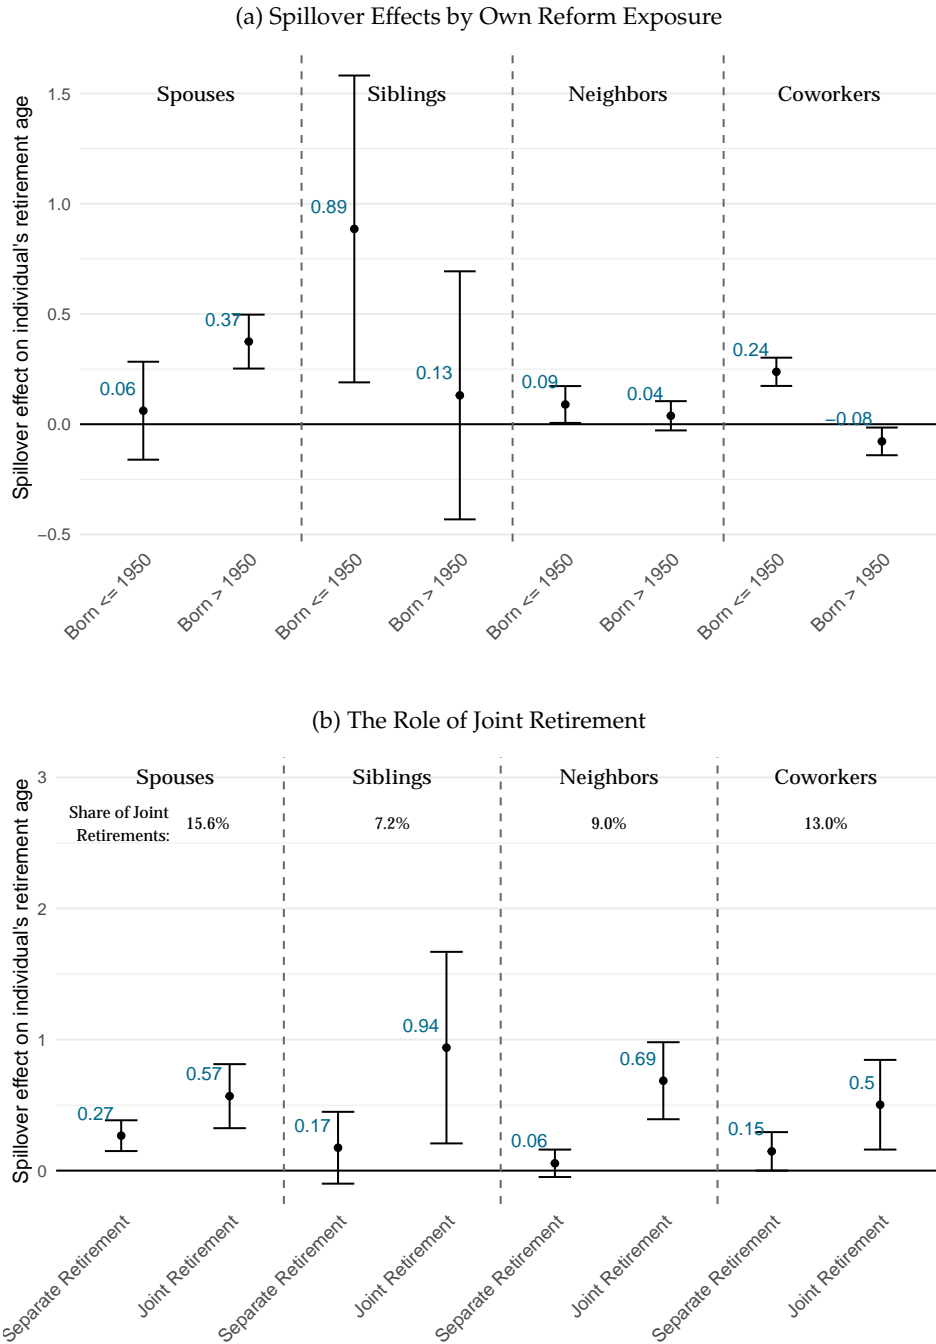 (a) Spillover Effects by Own Reform Exposure
Spillover effect on individual's retirement age
1.5
1.0
0.5
0.0
−0.5
Spouses
Siblings
Neighbors
Coworkers
0.06
0.37
0.89
0.13
0.09
0.04
0.24
−0.08
Born <= 1950
Born > 1950
Born <= 1950
Born > 1950
Born <= 1950
Born > 1950
Born <= 1950
Born > 1950
(b) The Role of Joint Retirement
Spillover effect on individual's retirement age
3
2
1
0
Spouses
Siblings
Neighbors
Coworkers
Share of Joint
Retirements:
15.6%
7.2%
9.0%
13.0%
0.27
0.57
0.17
0.94
0.06
0.69
0.15
0.5
Separate Retirement
Joint Retirement
Separate Retirement
Joint Retirement
Separate Retirement
Joint Retirement
Separate Retirement
Joint Retirement